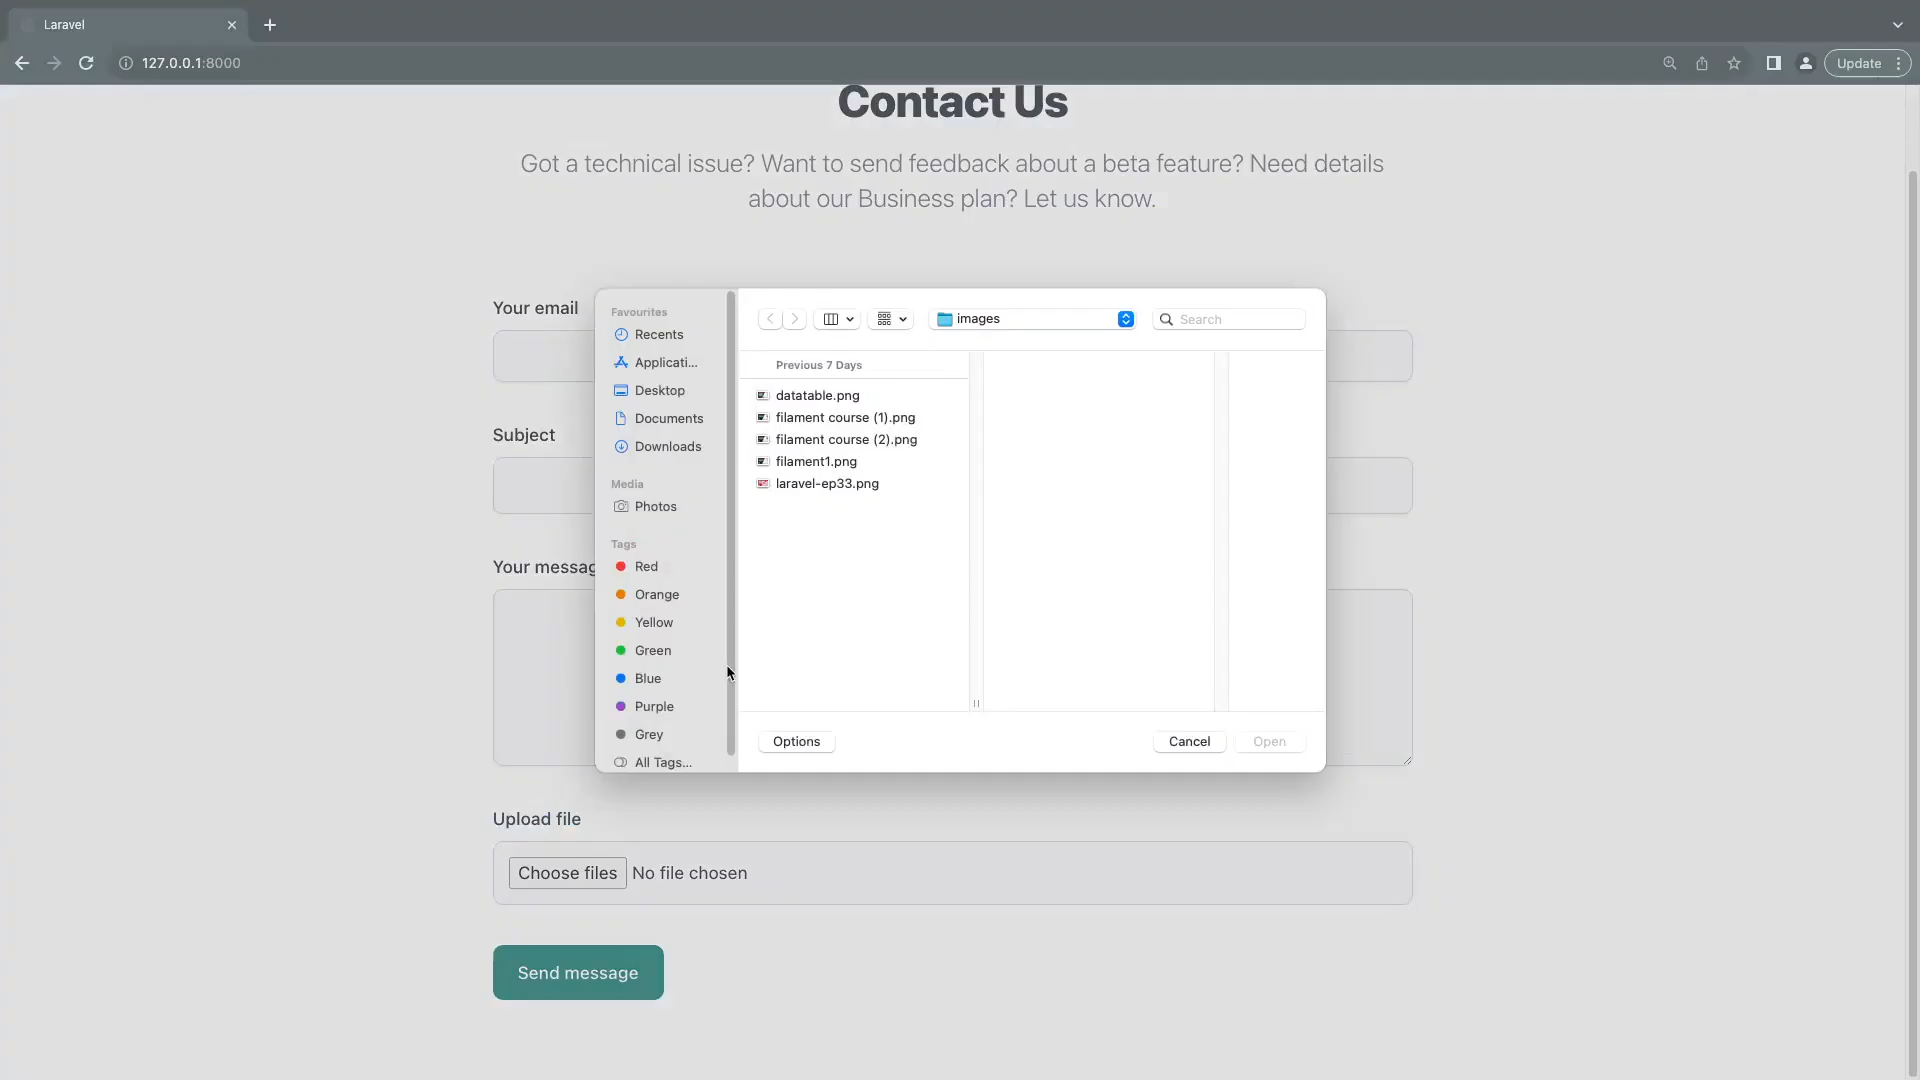 Laravel
127.0.0.1:8000
Update
Contact Us
Got a technical issue? Want to send feedback about a beta feature? Need details
about our Business plan? Let us know.
Your email
Subject
Your messag
Favourites
Recents
Applicati...
Desktop
Documents
Downloads
Media
Photos
Tags
Red
Orange
Yellow
Green
Blue
Purple
Grey
All Tags...
images
Search
Previous 7 Days
datatable.png
filament course (1).png
filament course (2).png
filament1.png
laravel-ep33.png
Options
Cancel
Open
Upload file
Choose files No file chosen
Send message